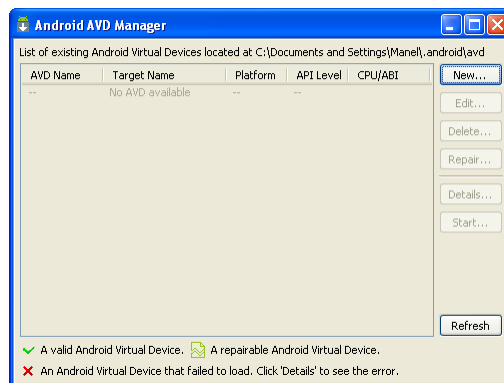 Android AVD Manager
List of existing Android Virtual Devices located at C:\Documents and Settings\Manel\.android\avd
AVD Name Target Name Platform API Level CPU/ABI
-- No AVD available -- --
New...
Edit...
Delete...
Repair...
Details...
Start...
Refresh
A valid Android Virtual Device. A repairable Android Virtual Device.
An Android Virtual Device that failed to load. Click 'Details' to see the error.